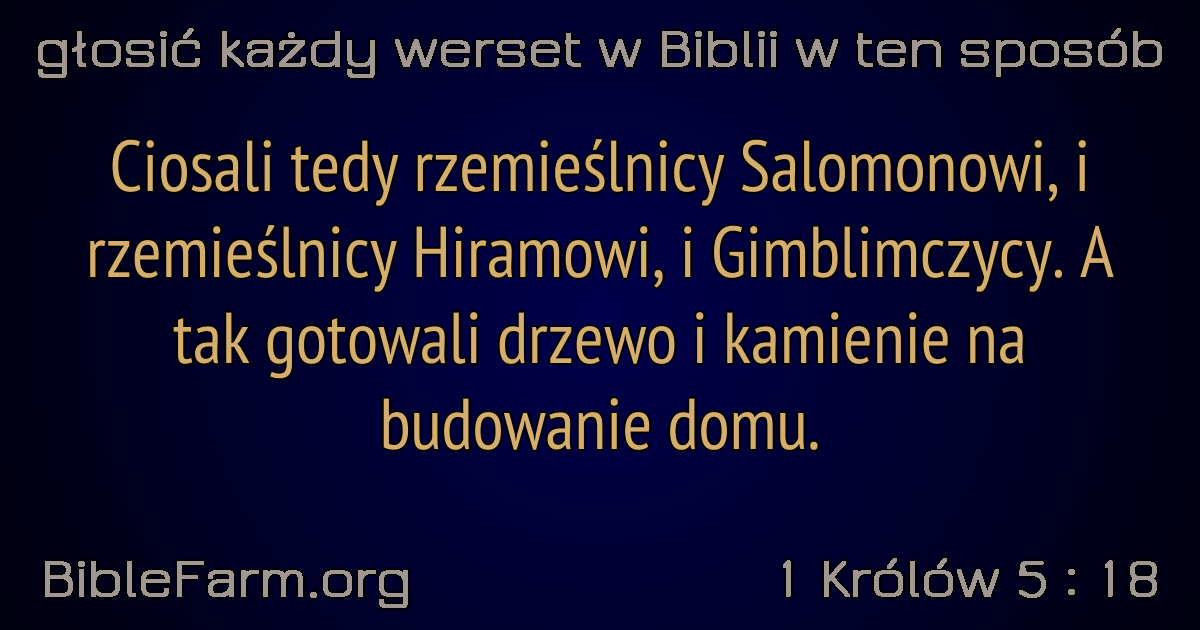 głosić każdy werset w Biblii w ten sposób
Ciosali tedy rzemieślnicy Salomonowi, i
rzemieślnicy Hiramowi, i Gimblimczycy. A
tak gotowali drzewo i kamienie na
budowanie domu.
BibleFarm.org
1 Królów 5 : 18